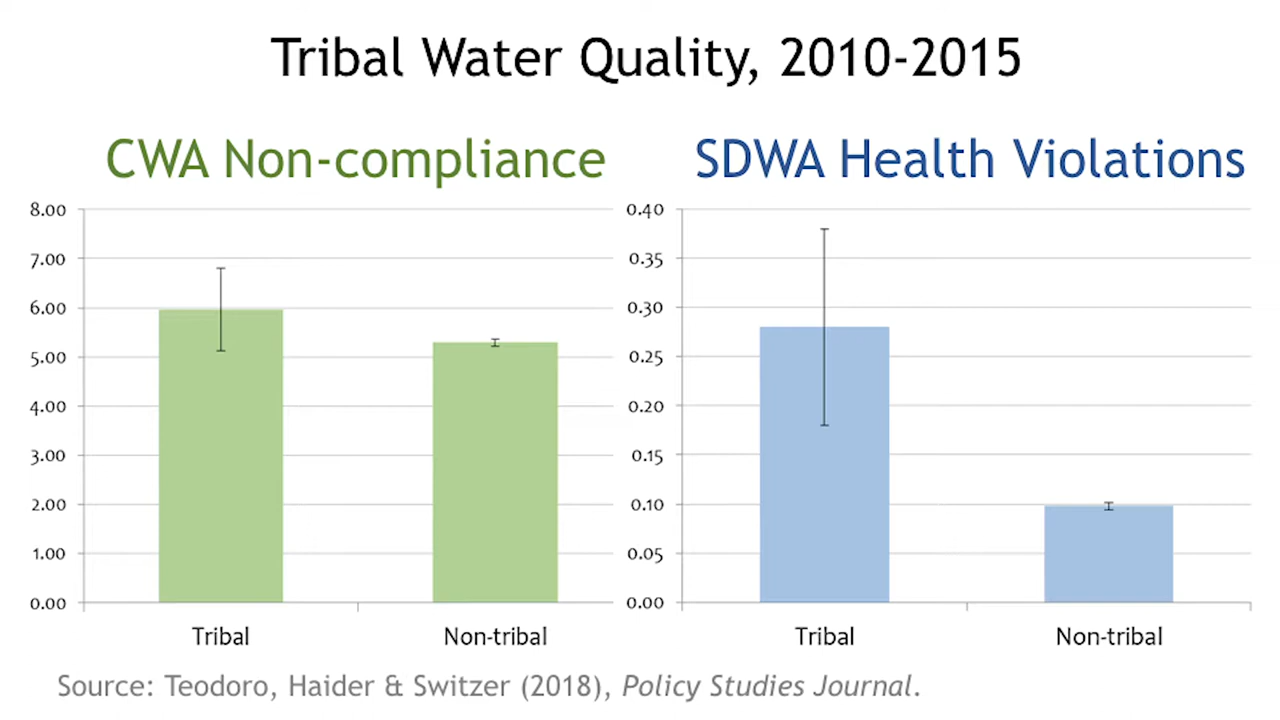 Tribal Water Quality, 2010-2015
CWA Non-compliance
8.00
7.00
6.00
5.00
4.00
3.00
2.00
1.00
0.00
Tribal
Non-tribal
SDWA Health Violations
0.40
0.35
0.30
0.25
0.20
0.15
0.10
0.05
0.00
Tribal
Non-tribal
Source: Teodoro, Haider & Switzer (2018), Policy Studies Journal.